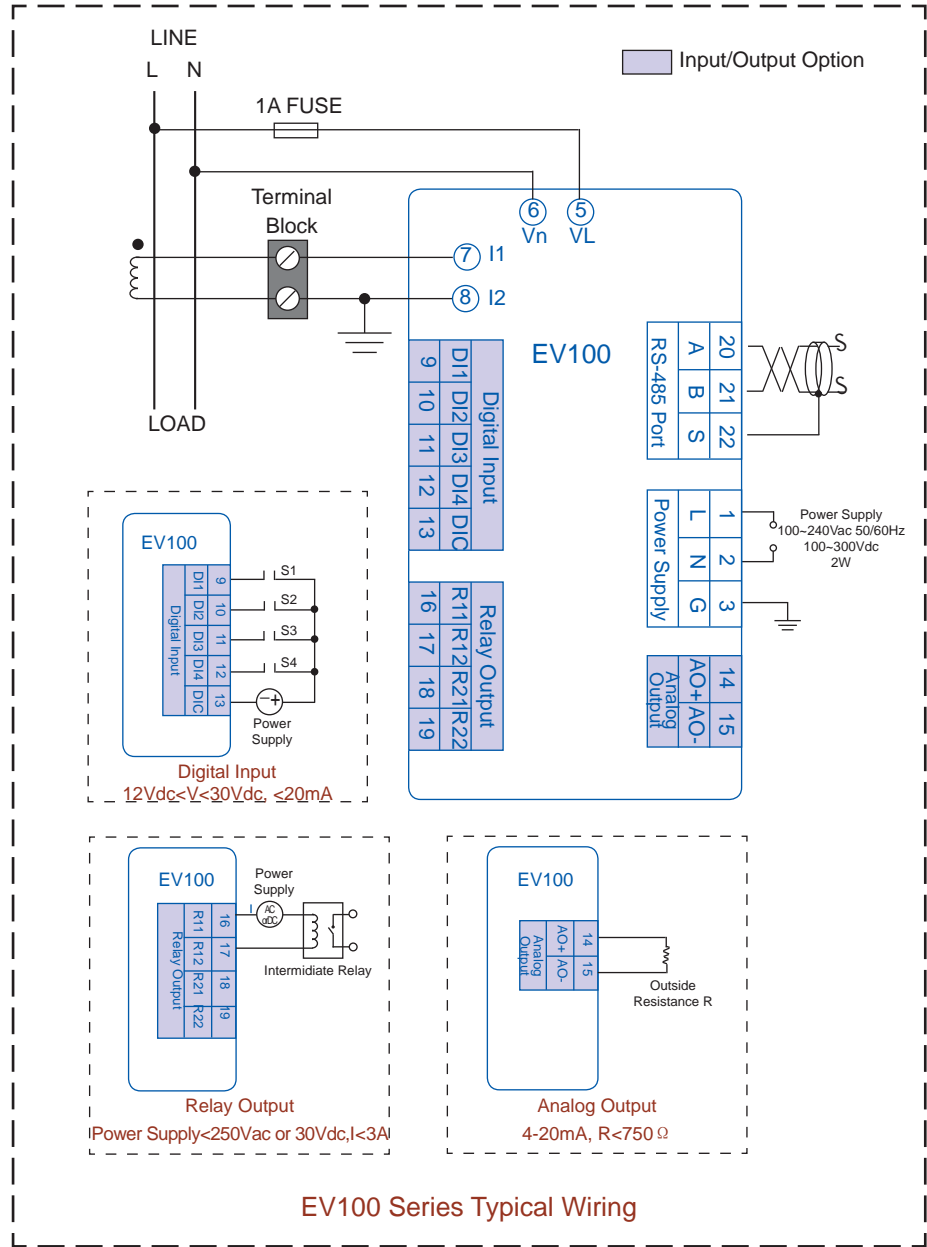 LINE
L N
Input/Output Option
1A FUSE
Terminal
Block
6 5
Vn VL
7 I1
8 I2
EV100
LOAD
9 DI1
10 DI2
11 DI3
12 DI4
13 DIC
Digital Input
16 R11
17 R12
18 R21
19 R22
Relay Output
RS-485 Port
A 20
B 21
S 22
S
S
Power Supply
L 1
N 2
G 3
Power Supply
100~240Vac 50/60Hz
100~300Vdc
2W
Analog
Output
AO+ 14
AO- 15
EV100
Digital Input
DI1 9
DI2 10
DI3 11
DI4 12
DIC 13
S1
S2
S3
S4
− +
Power
Supply
Digital Input
12Vdc<V<30Vdc, <20mA
EV100
Relay Output
R11 16
R12 17
R21 18
R22 19
I
Power
Supply
AC
orDC
Intermidiate Relay
Relay Output
Power Supply<250Vac or 30Vdc,I<3A
EV100
Analog
Output
AO+ 14
AO- 15
Outside
Resistance R
Analog Output
4-20mA, R<750 Ω
EV100 Series Typical Wiring